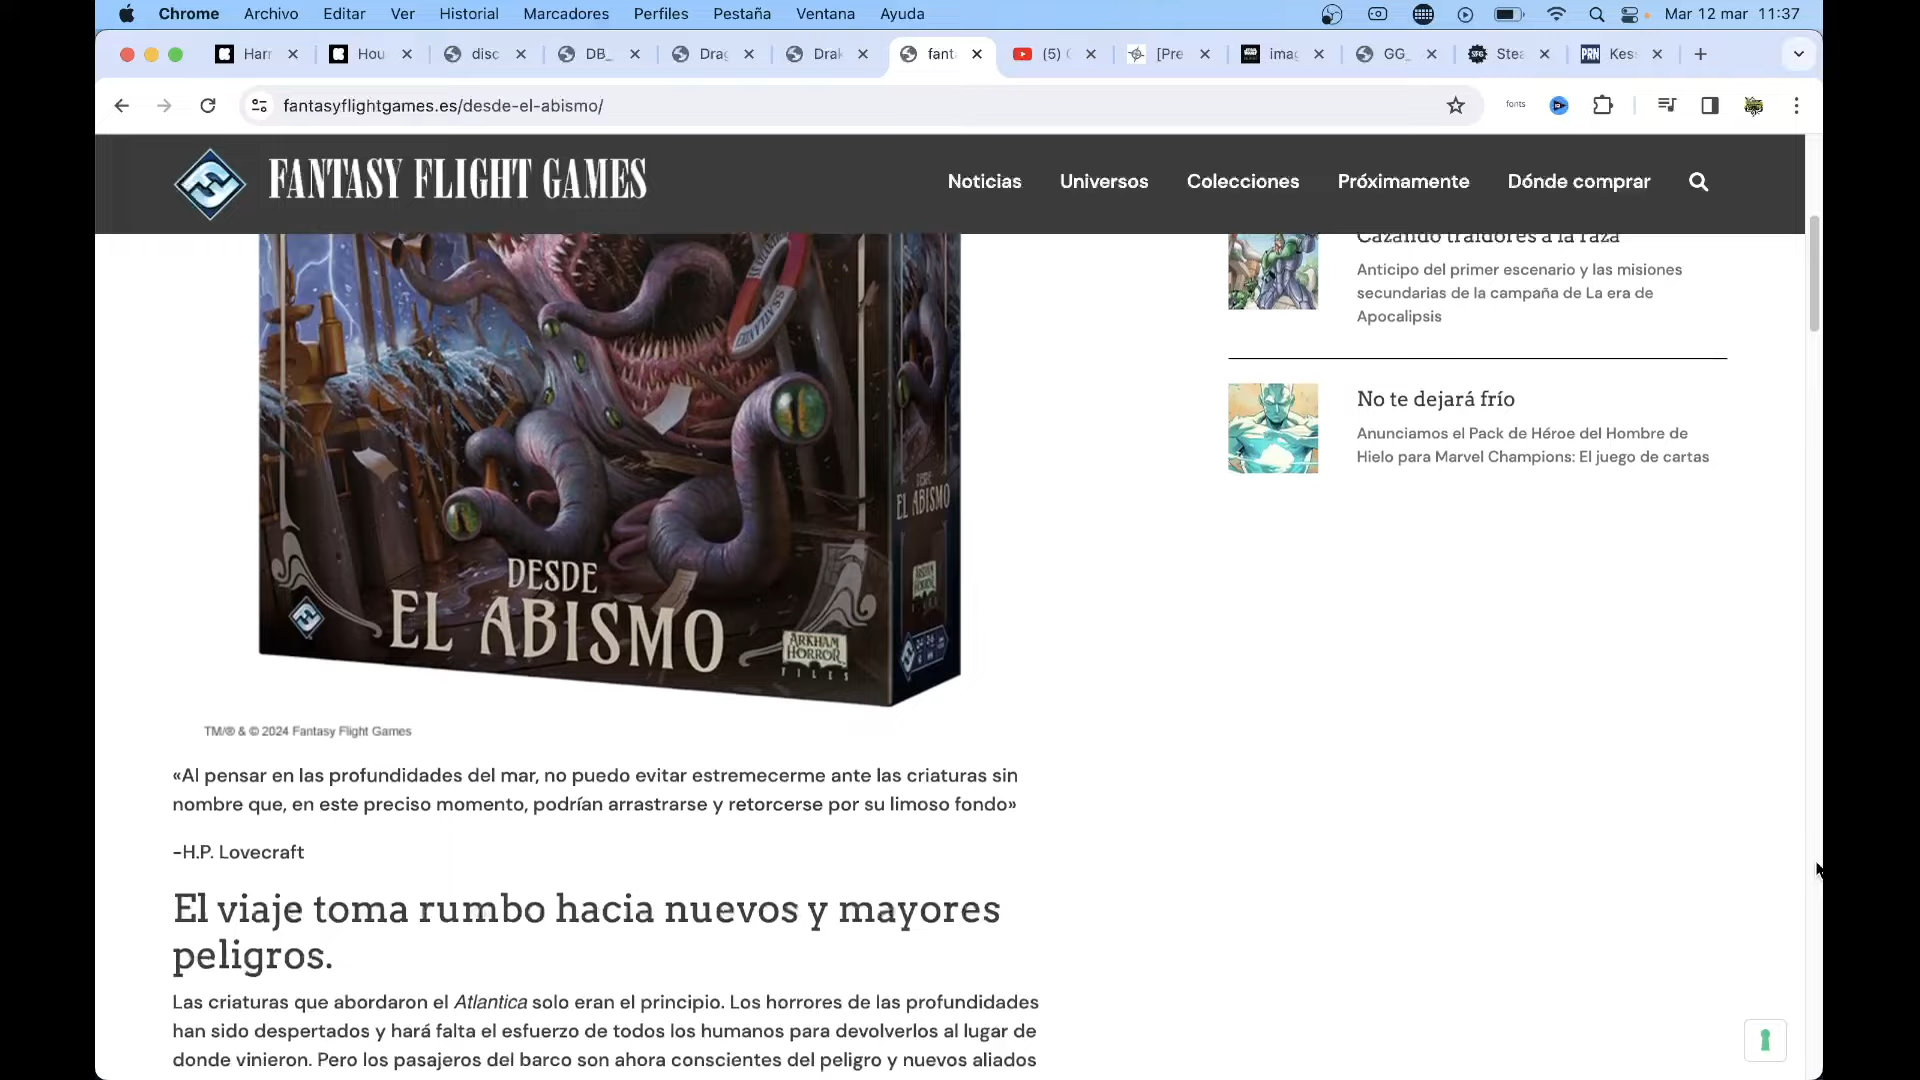 Chrome Archivo Editar Ver Historial Marcadores Perfiles Pestaña Ventana Ayuda Mar 12 mar 11:37
Harr Hou disc DB_ Drag Drak fant (5) [Pre imag GG_ Stea Kes +
fantasyflightgames.es/desde-el-abismo/ fonts
FANTASY FLIGHT GAMES Noticias Universos Colecciones Próximamente Dónde comprar
Cazando traidores a la raza
Anticipo del primer escenario y las misiones
secundarias de la campaña de La era de
Apocalipsis
No te dejará frío
Anunciamos el Pack de Héroe del Hombre de
Hielo para Marvel Champions: El juego de cartas
DESDE
EL ABISMO
ARKHAM
HORROR
FILES
DESDE
EL ABISMO
TM/® & © 2024 Fantasy Flight Games
«Al pensar en las profundidades del mar, no puedo evitar estremecerme ante las criaturas sin
nombre que, en este preciso momento, podrían arrastrarse y retorcerse por su limoso fondo»
–H.P. Lovecraft
El viaje toma rumbo hacia nuevos y mayores
peligros.
Las criaturas que abordaron el Atlantica solo eran el principio. Los horrores de las profundidades
han sido despertados y hará falta el esfuerzo de todos los humanos para devolverlos al lugar de
donde vinieron. Pero los pasajeros del barco son ahora conscientes del peligro y nuevos aliados